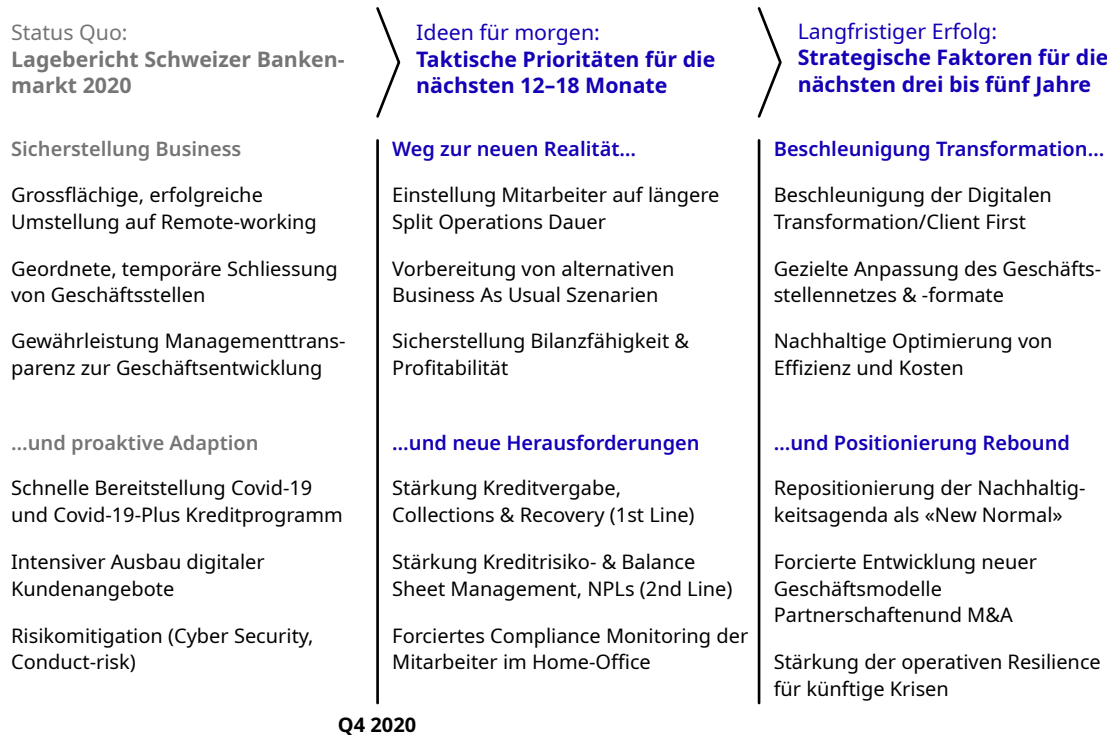 Status Quo:
Lagebericht Schweizer Banken-
markt 2020
Sicherstellung Business
Grossflächige, erfolgreiche
Umstellung auf Remote-working
Geordnete, temporäre Schliessung
von Geschäftsstellen
Gewährleistung Managementtrans-
parenz zur Geschäftsentwicklung
...und proaktive Adaption
Schnelle Bereitstellung Covid-19
und Covid-19-Plus Kreditprogramm
Intensiver Ausbau digitaler
Kundenangebote
Risikomitigation (Cyber Security,
Conduct-risk)
Ideen für morgen:
Taktische Prioritäten für die
nächsten 12–18 Monate
Weg zur neuen Realität...
Einstellung Mitarbeiter auf längere
Split Operations Dauer
Vorbereitung von alternativen
Business As Usual Szenarien
Sicherstellung Bilanzfähigkeit &
Profitabilität
...und neue Herausforderungen
Stärkung Kreditvergabe,
Collections & Recovery (1st Line)
Stärkung Kreditrisiko- & Balance
Sheet Management, NPLs (2nd Line)
Forciertes Compliance Monitoring der
Mitarbeiter im Home-Office
Langfristiger Erfolg:
Strategische Faktoren für die
nächsten drei bis fünf Jahre
Beschleunigung Transformation...
Beschleunigung der Digitalen
Transformation/Client First
Gezielte Anpassung des Geschäfts-
stellennetzes & -formate
Nachhaltige Optimierung von
Effizienz und Kosten
...und Positionierung Rebound
Repositionierung der Nachhaltig-
keitsagenda als «New Normal»
Forcierte Entwicklung neuer
Geschäftsmodelle
Partnerschaftenund M&A
Stärkung der operativen Resilience
für künftige Krisen
Q4 2020